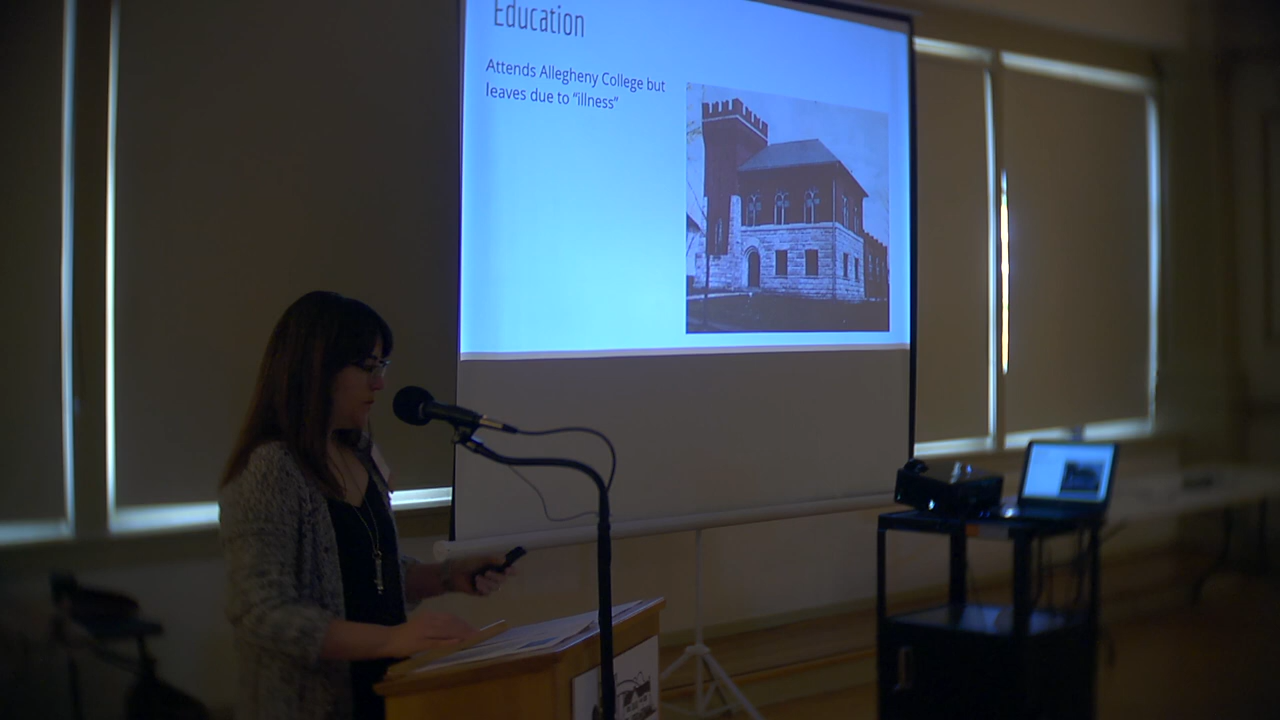 Education
Attends Allegheny College but
leaves due to “illness”